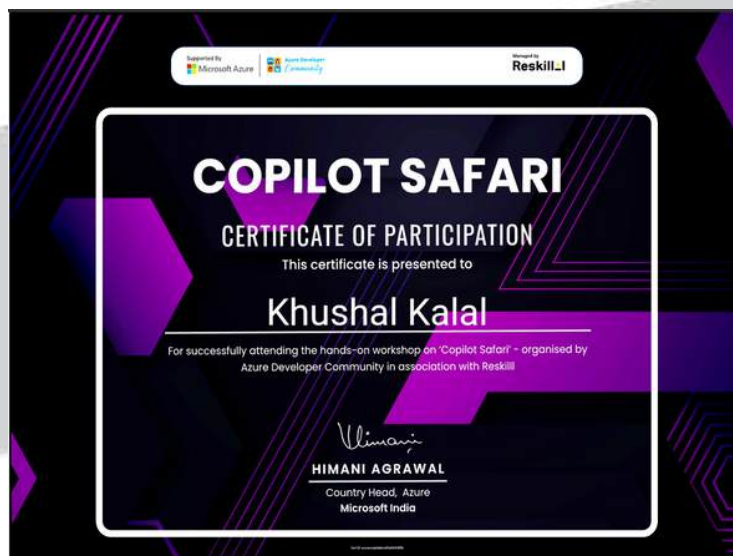 Supported By
Microsoft Azure
Azure Developer
Community
Managed by
Reskilll
COPILOT SAFARI
CERTIFICATE OF PARTICIPATION
This certificate is presented to
Khushal Kalal
For successfully attending the hands-on workshop on 'Copilot Safari' - organised by
Azure Developer Community in association with Reskilll
Himani
HIMANI AGRAWAL
Country Head, Azure
Microsoft India